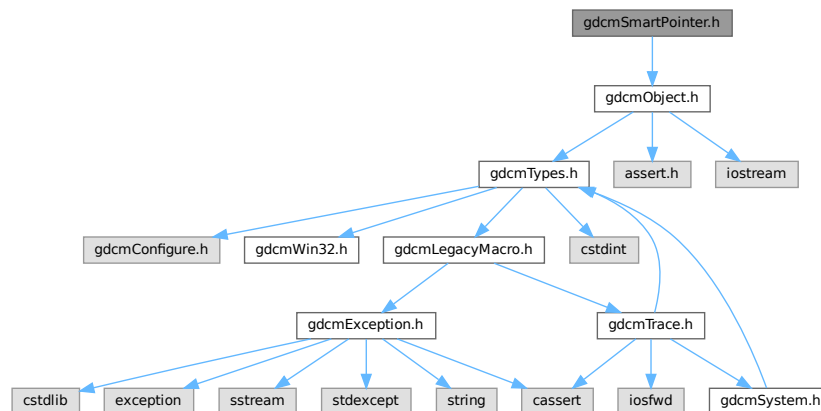 gdcmSmartPointer.h
gdcmObject.h
gdcmTypes.h
assert.h
iostream
gdcmConfigure.h
gdcmWin32.h
gdcmLegacyMacro.h
cstdint
gdcmException.h
gdcmTrace.h
cstdlib
exception
sstream
stdexcept
string
cassert
iosfwd
gdcmSystem.h